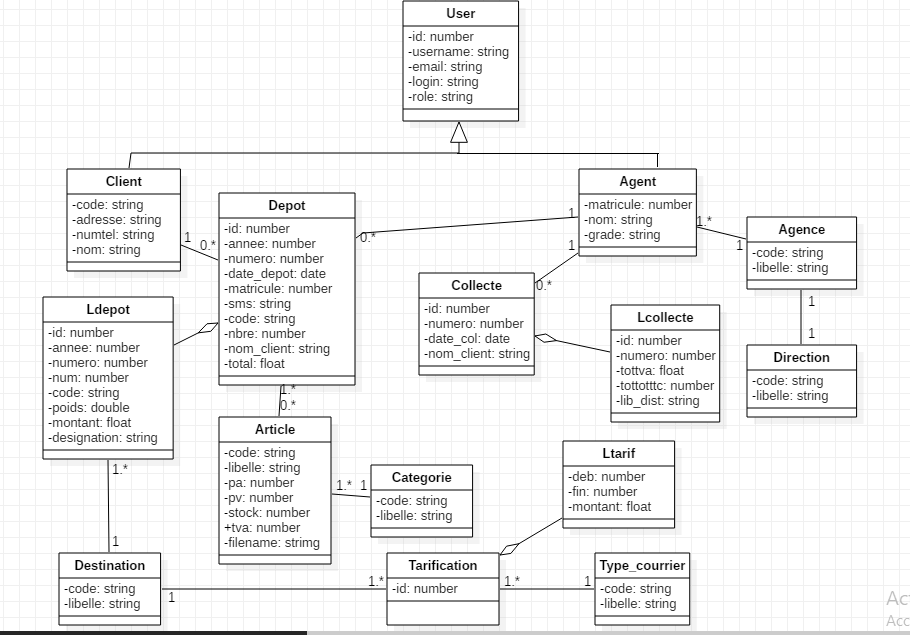 User
-id: number
-username: string
-email: string
-login: string
-role: string
Client
-code: string
-adresse: string
-numtel: string
-nom: string
1
0.*
Depot
-id: number
-annee: number
-numero: number
-date_depot: date
-matricule: number
-sms: string
-code: string
-nbre: number
-nom_client: string
-total: float
0.*
1
Agent
-matricule: number
-nom: string
-grade: string
1.*
1
Agence
-code: string
-libelle: string
1
0.*
Collecte
-id: number
-numero: number
-date_col: date
-nom_client: string
Lcollecte
-id: number
-numero: number
-tottva: float
-tottotttc: number
-lib_dist: string
1
1
Direction
-code: string
-libelle: string
Ldepot
-id: number
-annee: number
-numero: number
-num: number
-code: string
-poids: double
-montant: float
-designation: string
1.*
0.*
Article
-code: string
-libelle: string
-pa: number
-pv: number
-stock: number
+tva: number
-filename: strimg
1.* 1
Categorie
-code: string
-libelle: string
Ltarif
-deb: number
-fin: number
-montant: float
1.*
1
Destination
-code: string
-libelle: string
1
1.*
Tarification
-id: number
1.*
1
Type_courrier
-code: string
-libelle: string